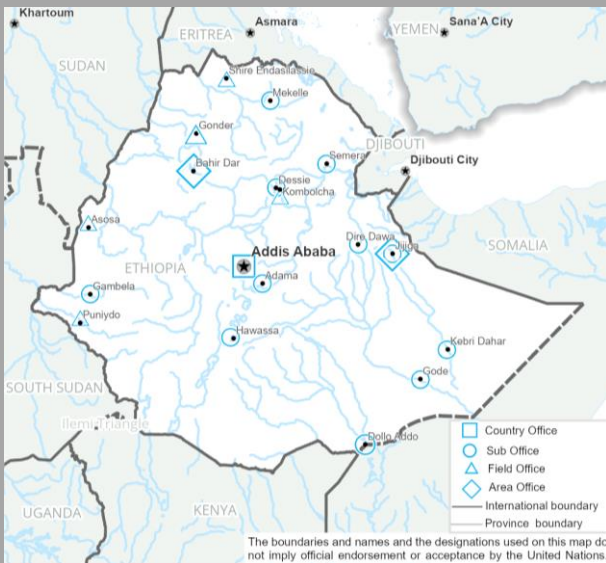 Khartoum
Asmara
Sana'A City
ERITREA
YEMEN
SUDAN
Shire Endasilassie
Mekelle
Gonder
Semera
DJIBOUTI
Bahir Dar
Djibouti City
Dessie
Kombolcha
Asosa
Dire Dawa
Jijiga
SOMALIA
Addis Ababa
ETHIOPIA
Adama
Gambela
Puniydo
Hawassa
Kebri Dahar
Gode
SOUTH SUDAN
Ilemi Triangle
Dollo Addo
UGANDA
KENYA
Country Office
Sub Office
Field Office
Area Office
International boundary
Province boundary
The boundaries and names and the designations used on this map do
not imply official endorsement or acceptance by the United Nations.